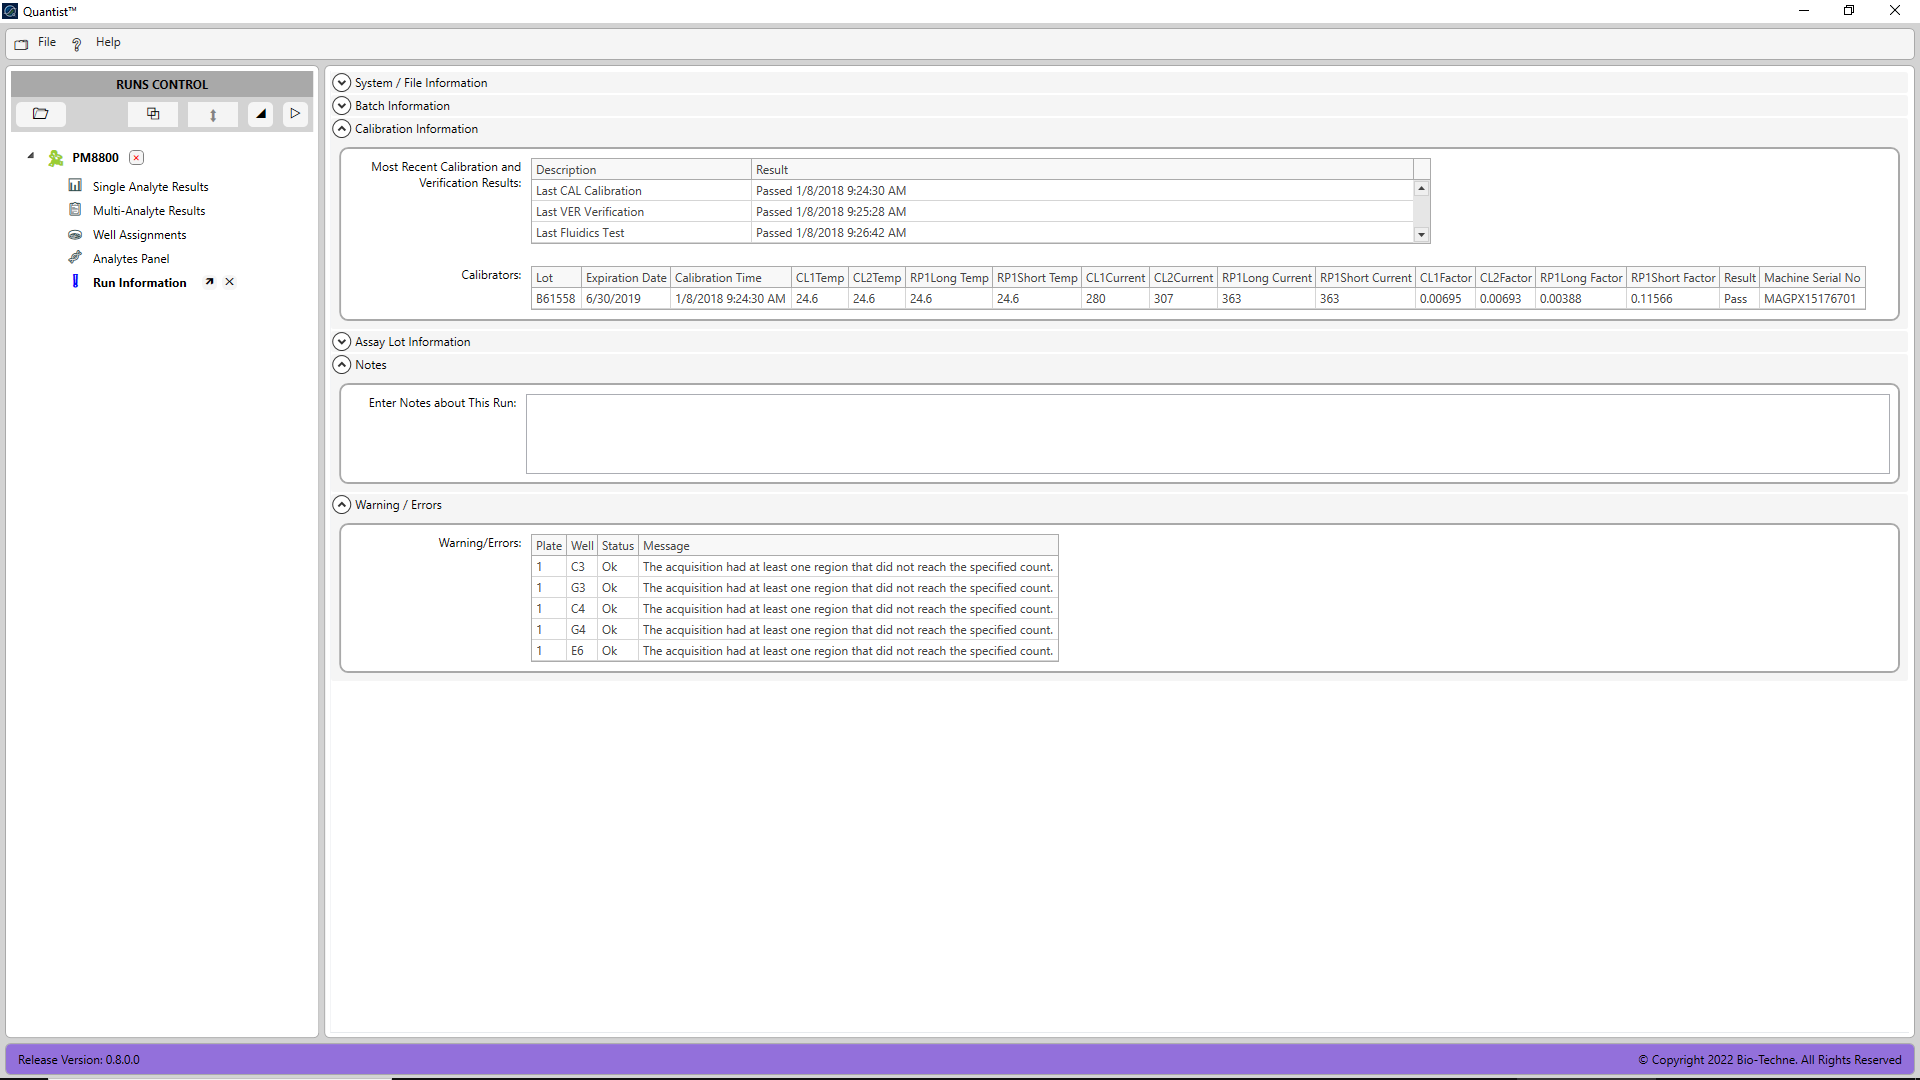 Quantist™
File Help
RUNS CONTROL
PM8800
Single Analyte Results
Multi-Analyte Results
Well Assignments
Analytes Panel
Run Information
System / File Information
Batch Information
Calibration Information
Most Recent Calibration and
Verification Results:
Description Result
Last CAL Calibration Passed 1/8/2018 9:24:30 AM
Last VER Verification Passed 1/8/2018 9:25:28 AM
Last Fluidics Test Passed 1/8/2018 9:26:42 AM
Calibrators:
Lot Expiration Date Calibration Time CL1Temp CL2Temp RP1Long Temp RP1Short Temp CL1Current CL2Current RP1Long Current RP1Short Current CL1Factor CL2Factor RP1Long Factor RP1Short Factor Result Machine Serial No
B61558 6/30/2019 1/8/2018 9:24:30 AM 24.6 24.6 24.6 24.6 280 307 363 363 0.00695 0.00693 0.00388 0.11566 Pass MAGPX15176701
Assay Lot Information
Notes
Enter Notes about This Run:
Warning / Errors
Warning/Errors:
Plate Well Status Message
1 C3 Ok The acquisition had at least one region that did not reach the specified count.
1 G3 Ok The acquisition had at least one region that did not reach the specified count.
1 C4 Ok The acquisition had at least one region that did not reach the specified count.
1 G4 Ok The acquisition had at least one region that did not reach the specified count.
1 E6 Ok The acquisition had at least one region that did not reach the specified count.
Release Version: 0.8.0.0
© Copyright 2022 Bio-Techne. All Rights Reserved